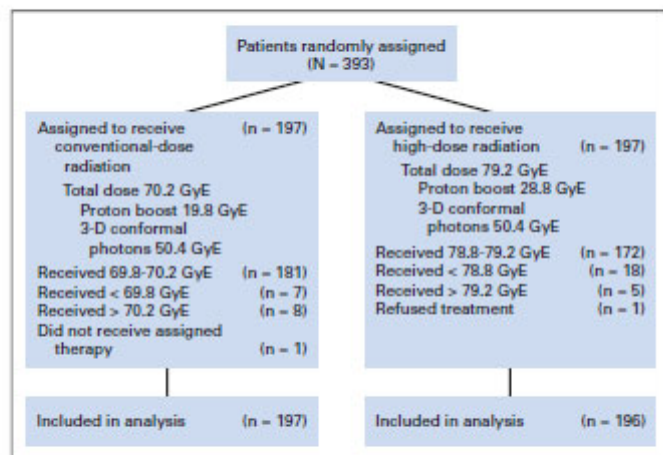 Patients randomly assigned
(N = 393)
Assigned to receive (n = 197)
conventional-dose
radiation
Total dose 70.2 GyE
Proton boost 19.8 GyE
3-D conformal
photons 50.4 GyE
Received 69.8-70.2 GyE (n = 181)
Received < 69.8 GyE (n = 7)
Received > 70.2 GyE (n = 8)
Did not receive assigned
therapy (n = 1)
Included in analysis (n = 197)
Assigned to receive
high-dose radiation (n = 197)
Total dose 79.2 GyE
Proton boost 28.8 GyE
3-D conformal
photons 50.4 GyE
Received 78.8-79.2 GyE (n = 172)
Received < 78.8 GyE (n = 18)
Received > 79.2 GyE (n = 5)
Refused treatment (n = 1)
Included in analysis (n = 196)